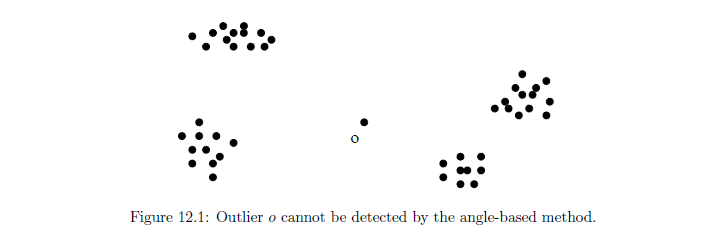 o
Figure 12.1: Outlier o cannot be detected by the angle-based method.